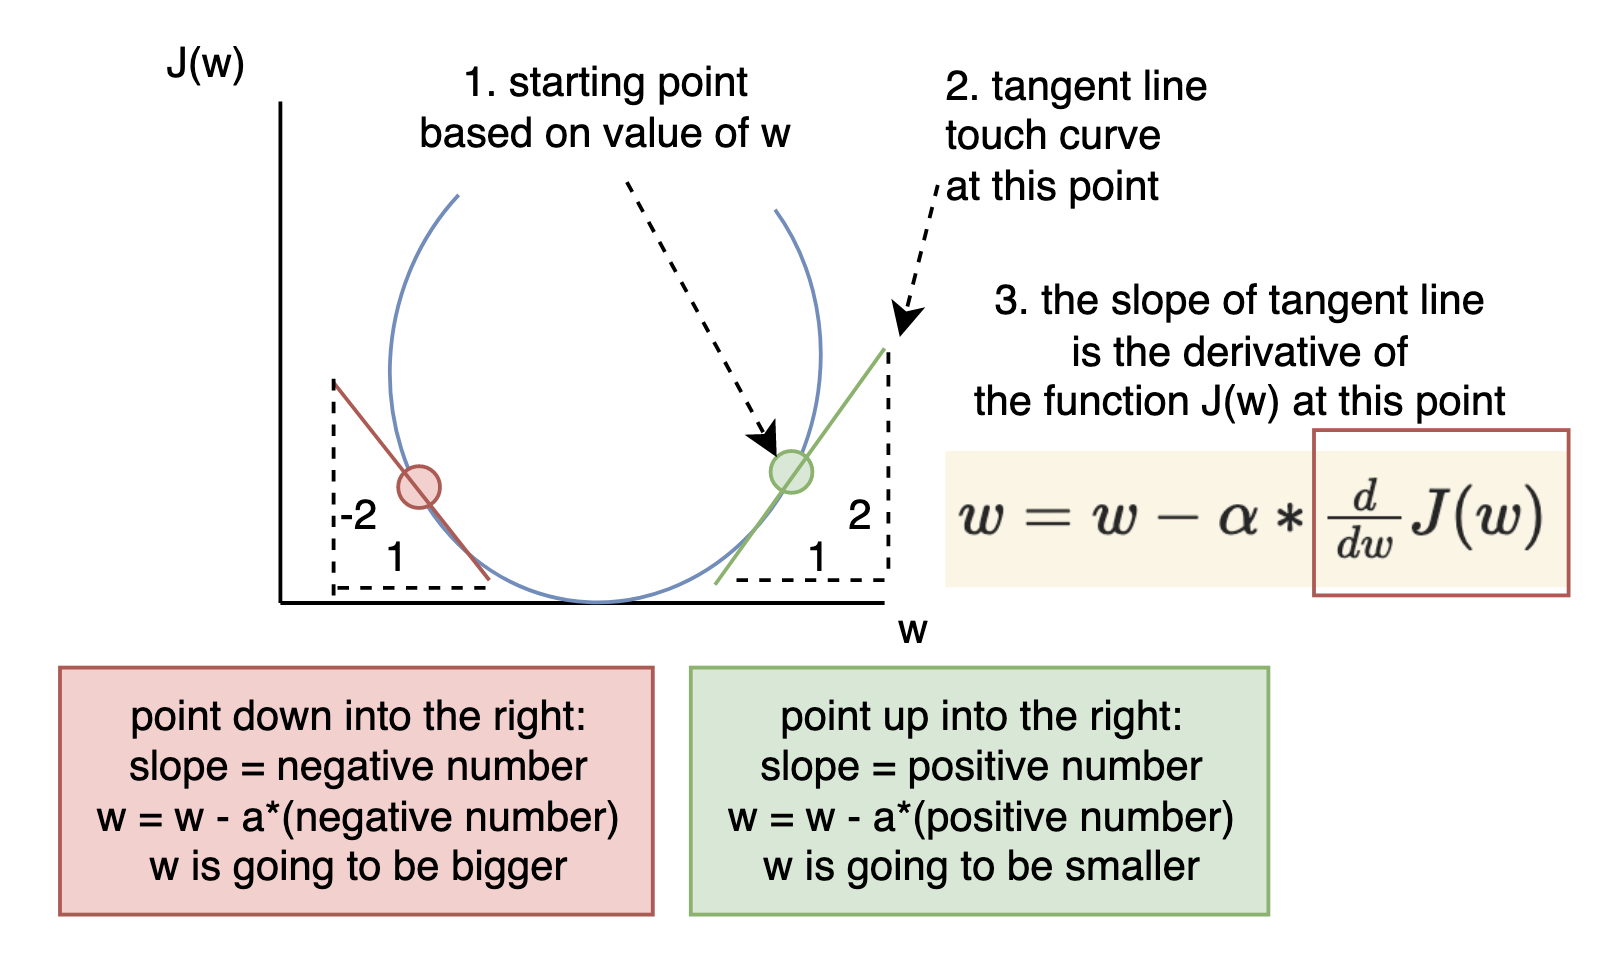 J(w)
1. starting point
based on value of w
2. tangent line
touch curve
at this point
3. the slope of tangent line
is the derivative of
the function J(w) at this point
w = w − α * d/dw J(w)
-2
1
2
1
w
point down into the right:
slope = negative number
w = w - a*(negative number)
w is going to be bigger
point up into the right:
slope = positive number
w = w - a*(positive number)
w is going to be smaller